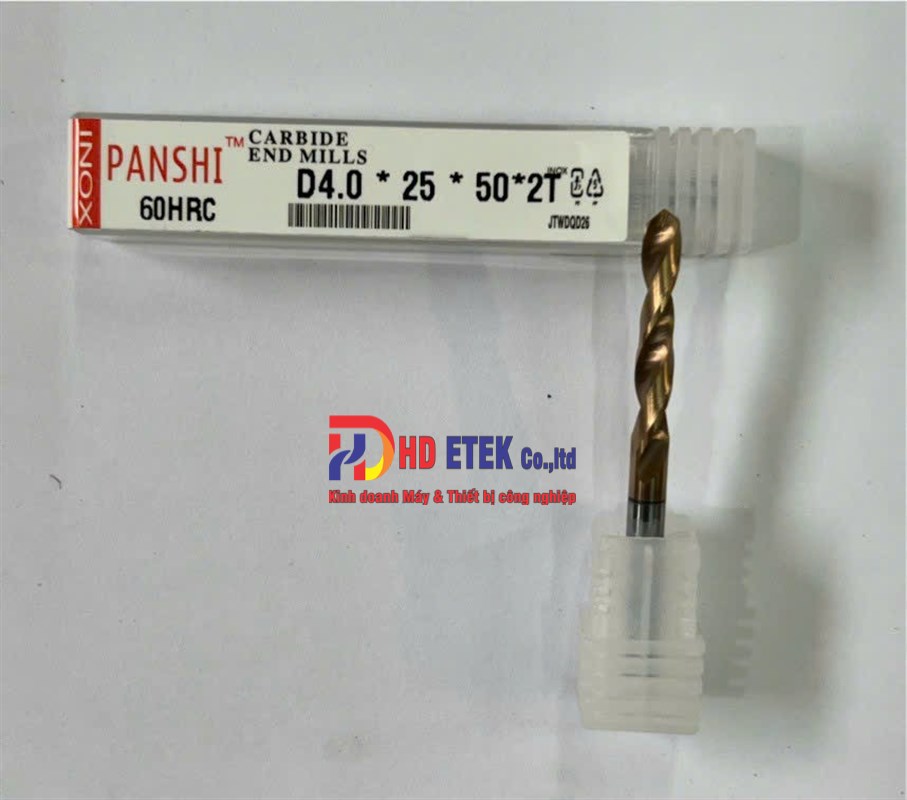 INOX
PANSHI™
CARBIDE
END MILLS
60HRC
D4.0 * 25 * 50*2T
INOX
JTWDQD26
HD ETEK Co.,ltd
Kinh doanh Máy & Thiết bị công nghiệp